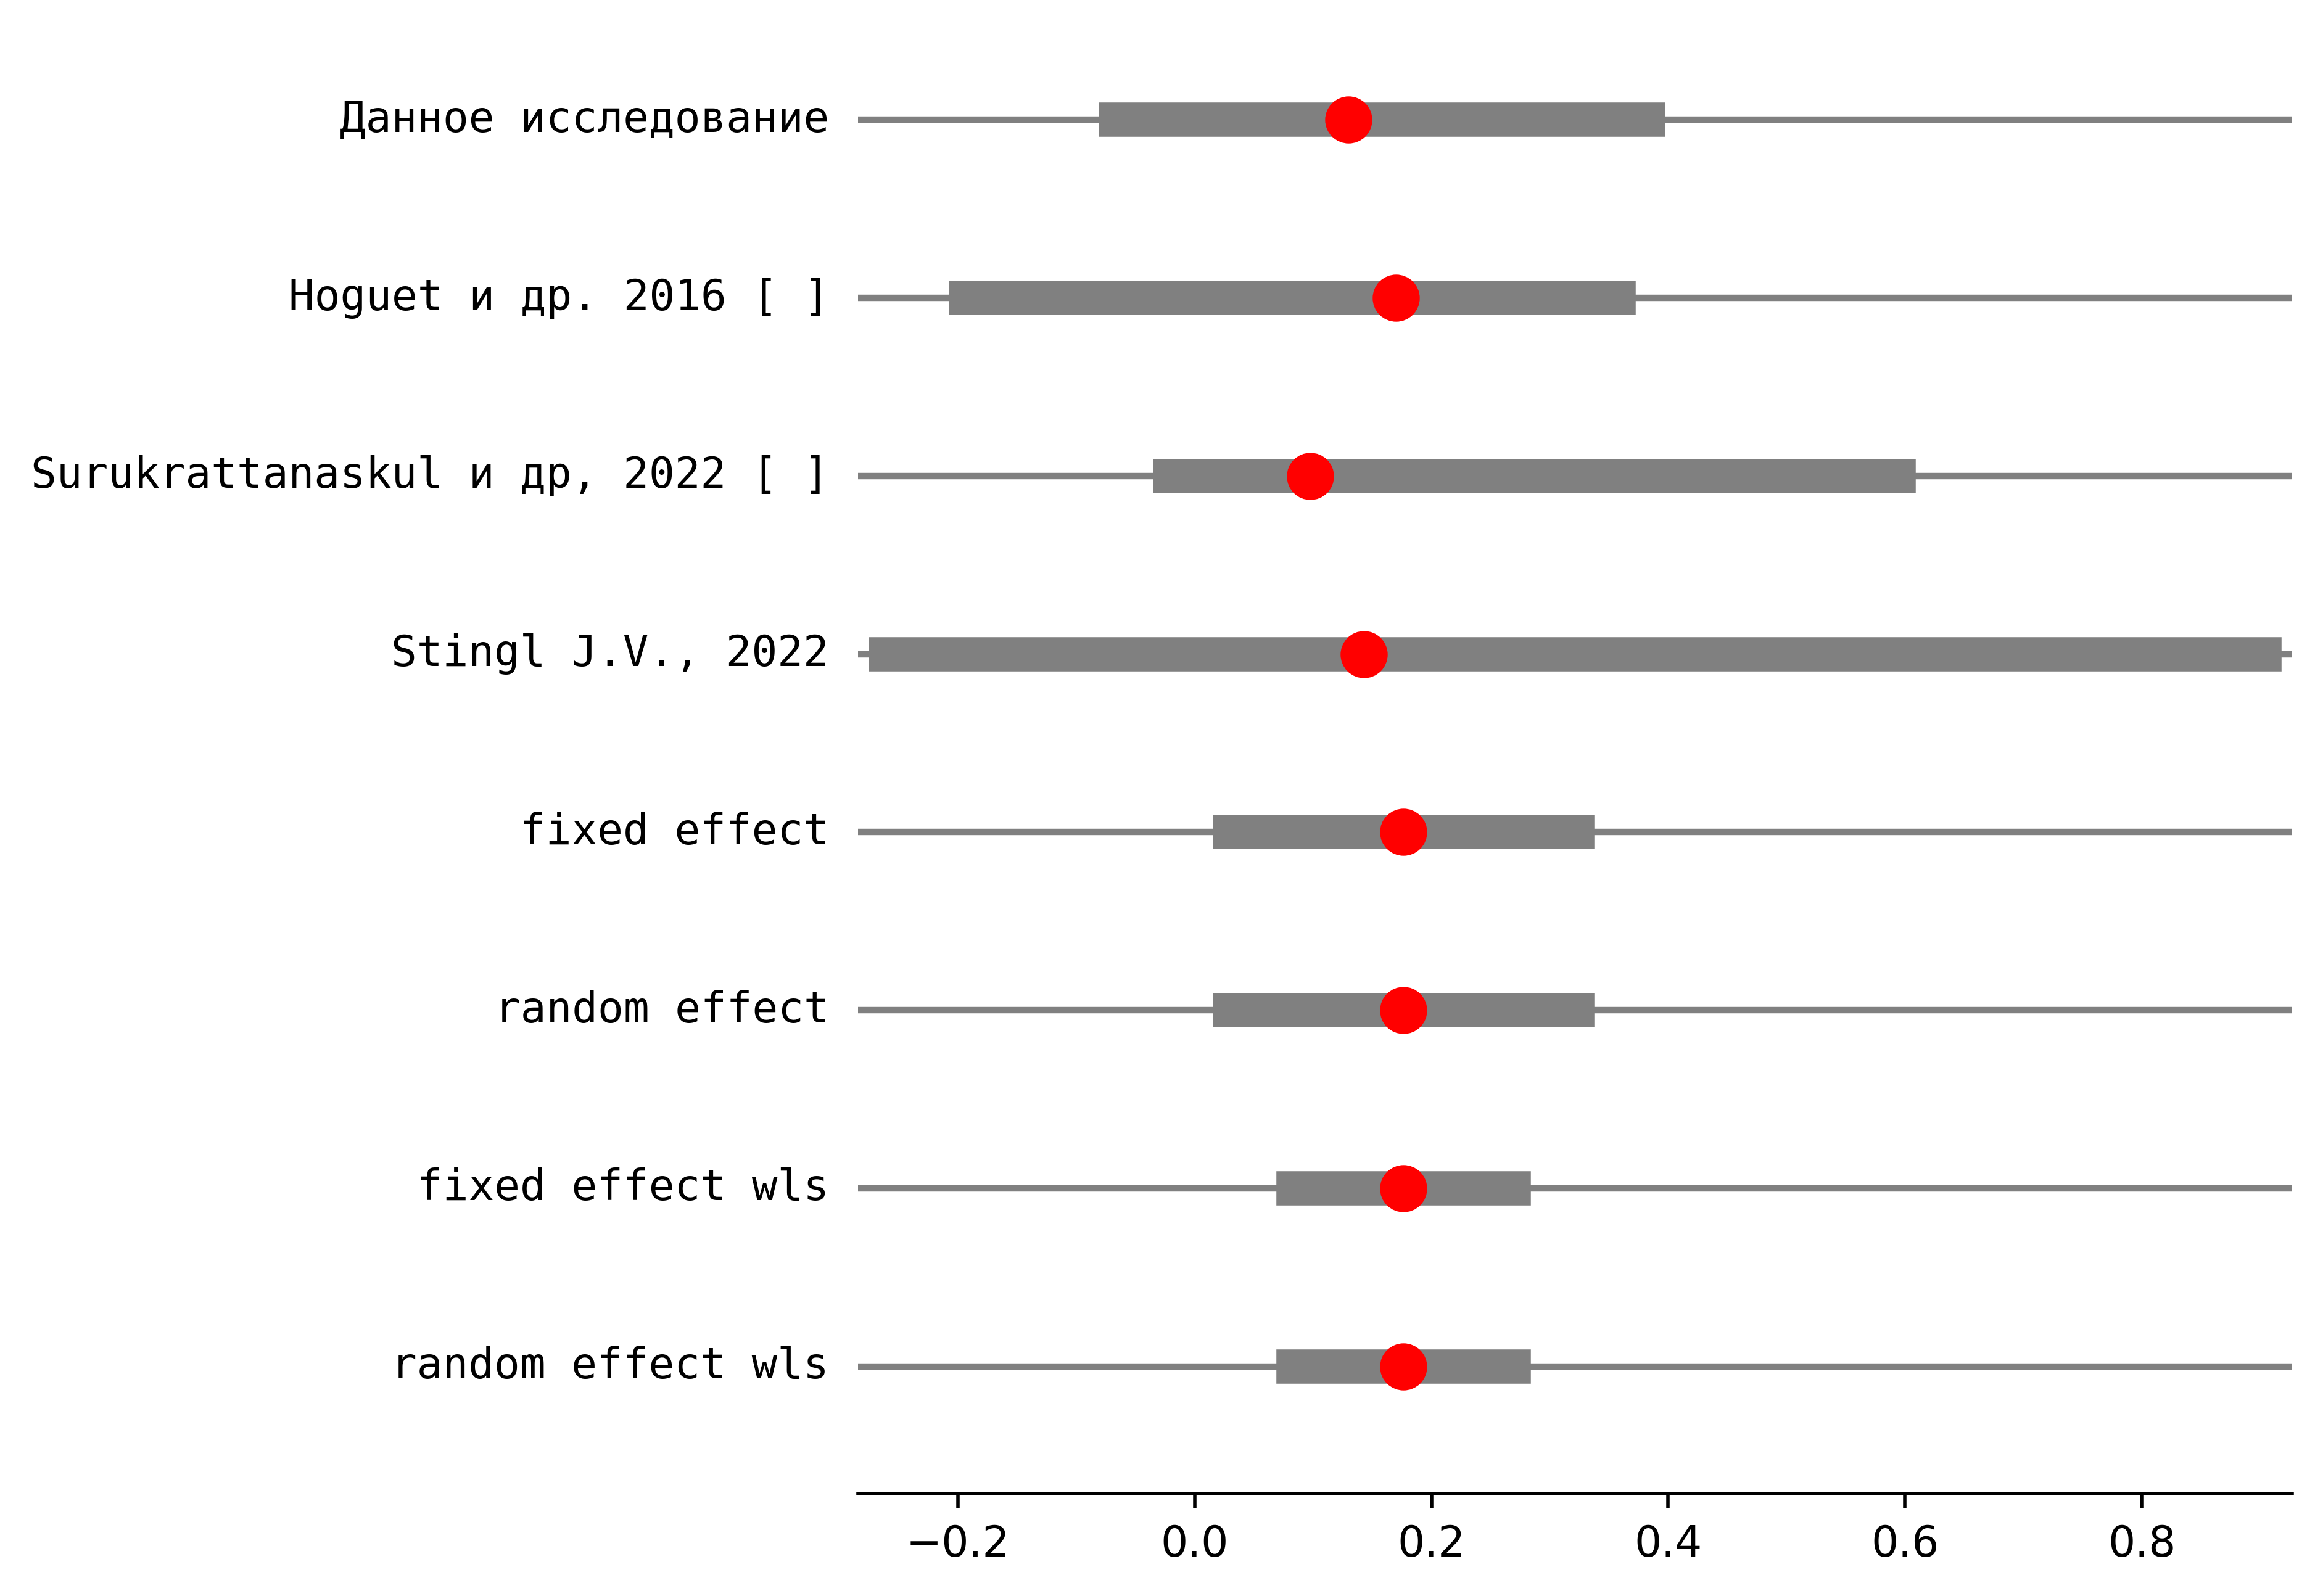 Данное исследование
Hoguet и др. 2016 [ ]
Surukrattanaskul и др, 2022 [ ]
Stingl J.V., 2022
fixed effect
random effect
fixed effect wls
random effect wls
−0.2 0.0 0.2 0.4 0.6 0.8